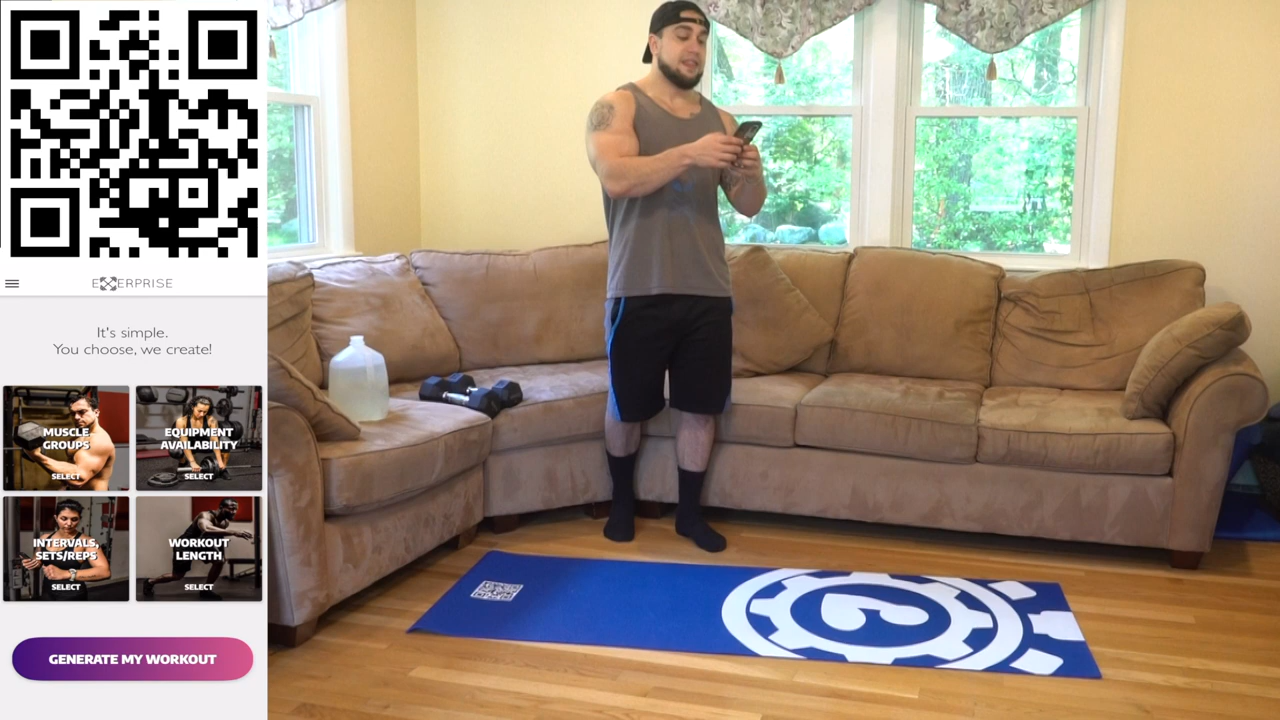 EXERPRISE
It's simple.
You choose, we create!
MUSCLE
GROUPS
SELECT
EQUIPMENT
AVAILABILITY
SELECT
INTERVALS,
SETS/REPS
SELECT
WORKOUT
LENGTH
SELECT
GENERATE MY WORKOUT